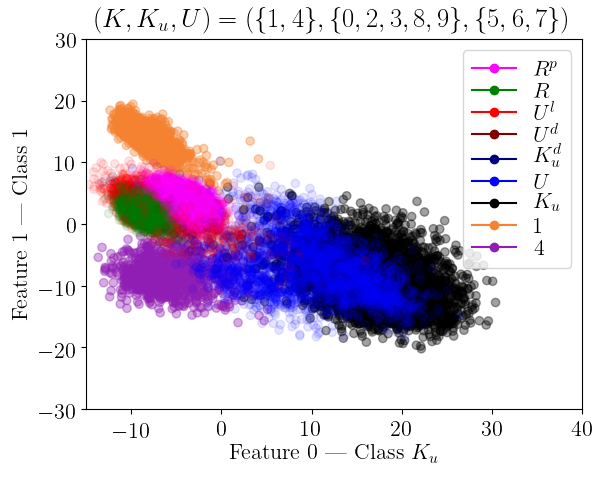 (K, K_u, U) = ({1, 4}, {0, 2, 3, 8, 9}, {5, 6, 7})
30
20
10
0
−10
−20
−30
−10
0
10
20
30
40
Feature 1 — Class 1
Feature 0 — Class K_u
R^p
R
U^l
U^d
K_u^d
U
K_u
1
4